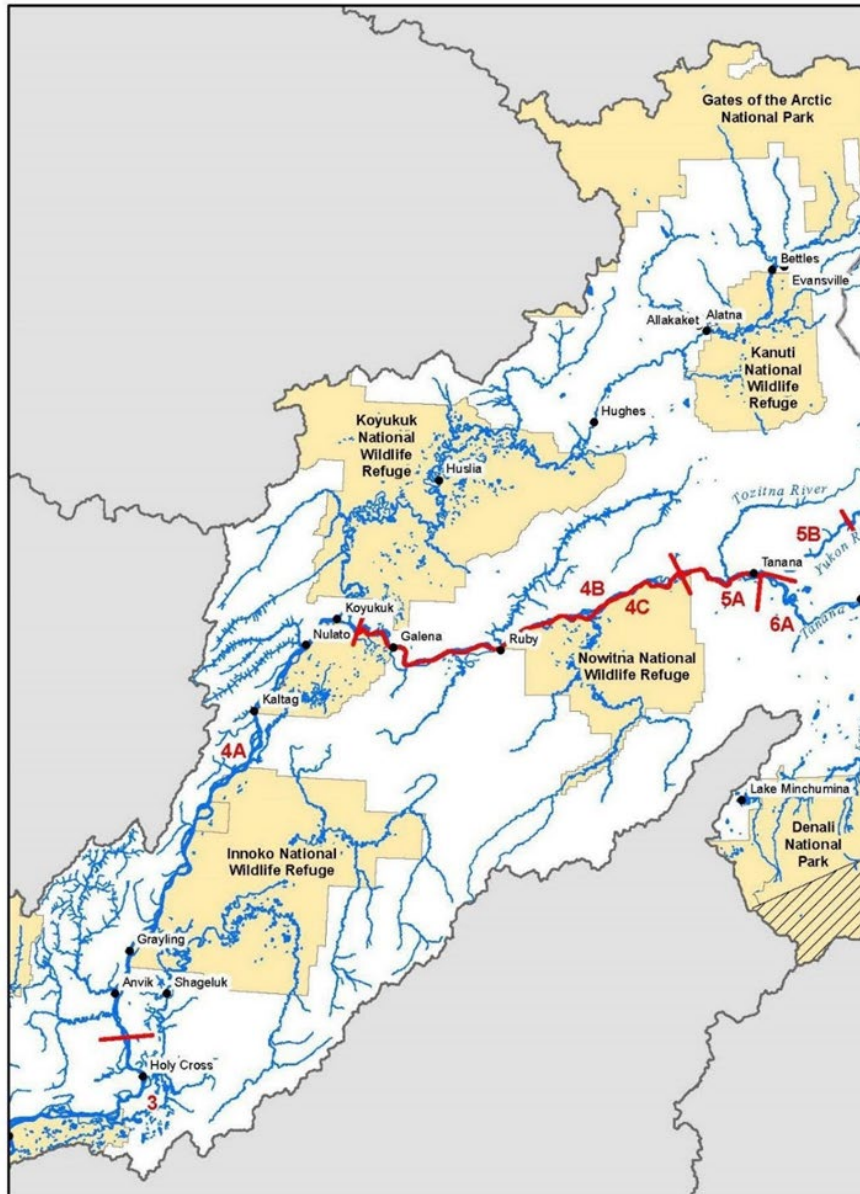 Gates of the Arctic
National Park
Bettles
Evansville
Allakaket
Alatna
Kanuti
National
Wildlife
Refuge
Hughes
Koyukuk
National
Wildlife
Refuge
Huslia
Tozitna River
5B
Yukon R
Tanana
4B
4C
5A
6A
Tanana
Koyukuk
Nulato
Galena
Ruby
Nowitna National
Wildlife Refuge
Kaltag
4A
Lake Minchumina
Denali
National
Park
Innoko National
Wildlife Refuge
Grayling
Anvik
Shageluk
Holy Cross
3